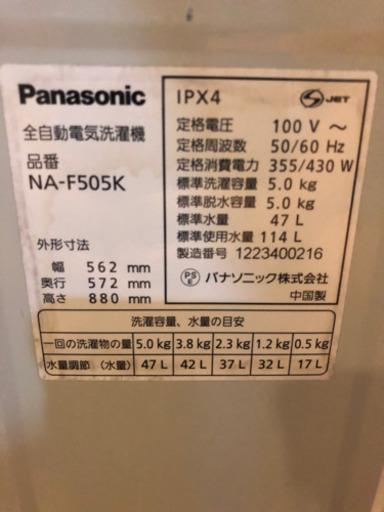 Panasonic
全自動電気洗濯機
品番
NA-F505K
外形寸法
幅 562 mm
奥行 572 mm
高さ 880 mm
IPX4
S JET
定格電圧 100 V ～
定格周波数 50/60 Hz
定格消費電力 355/430 W
標準洗濯容量 5.0 kg
標準脱水容量 5.0 kg
標準水量 47 L
標準使用水量 114 L
製造番号 1223400216
PS E パナソニック株式会社
中国製
洗濯容量、水量の目安
一回の洗濯物の量 5.0 kg 3.8 kg 2.3 kg 1.2 kg 0.5 kg
水量調節 (水量) 47 L 42 L 37 L 32 L 17 L